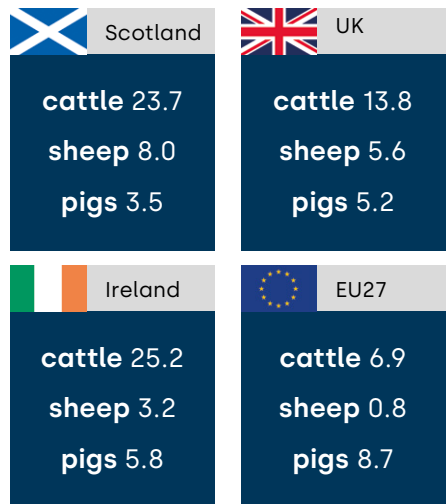 Scotland
cattle 23.7
sheep 8.0
pigs 3.5
UK
cattle 13.8
sheep 5.6
pigs 5.2
Ireland
cattle 25.2
sheep 3.2
pigs 5.8
EU27
cattle 6.9
sheep 0.8
pigs 8.7